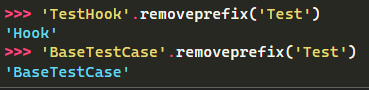 >>> 'TestHook'.removeprefix('Test')
'Hook'
>>> 'BaseTestCase'.removeprefix('Test')
'BaseTestCase'